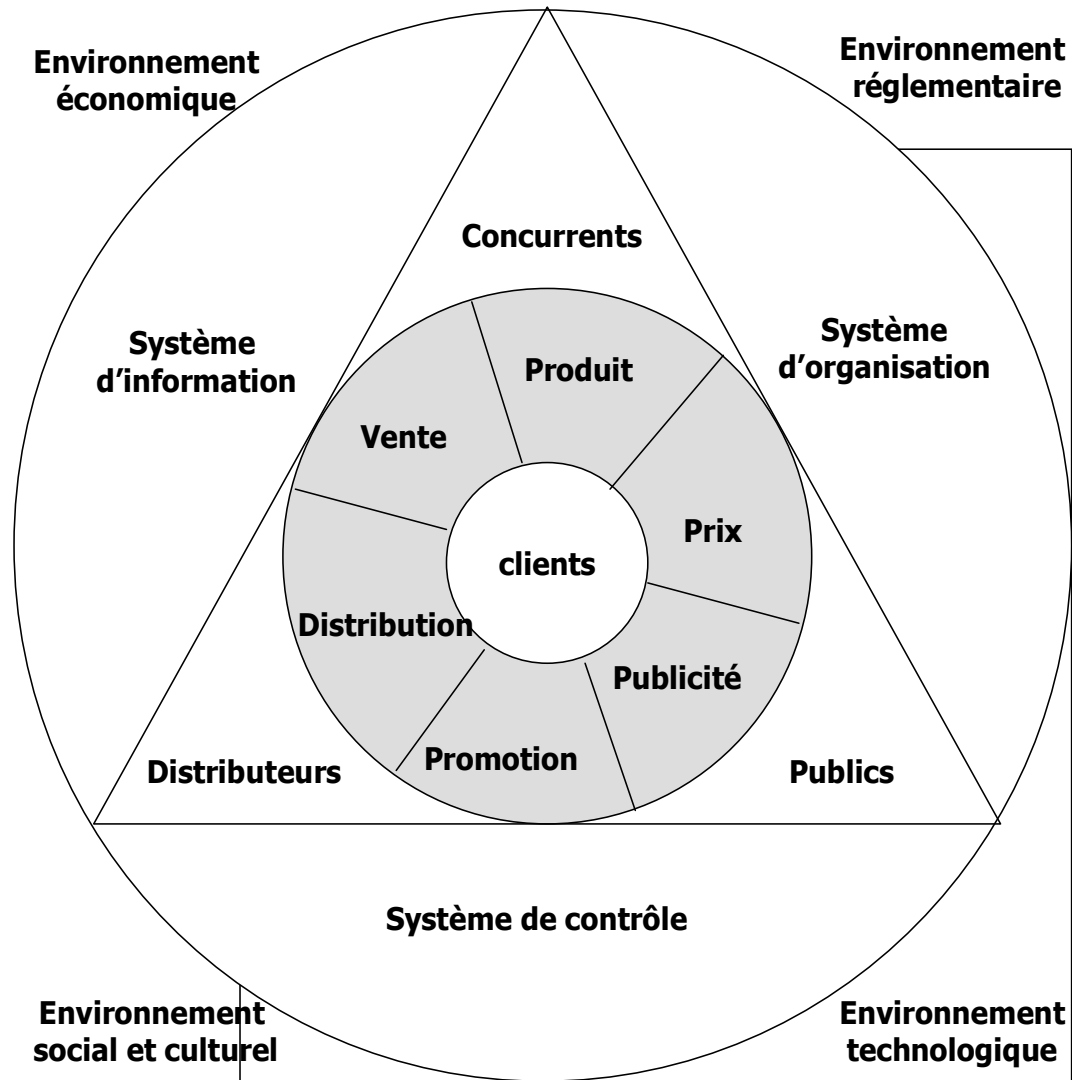 Environnement
économique
Environnement
réglementaire
Concurrents
Système
d’information
Système
d’organisation
Produit
Vente
Prix
clients
Distribution
Publicité
Promotion
Distributeurs
Publics
Système de contrôle
Environnement
social et culturel
Environnement
technologique